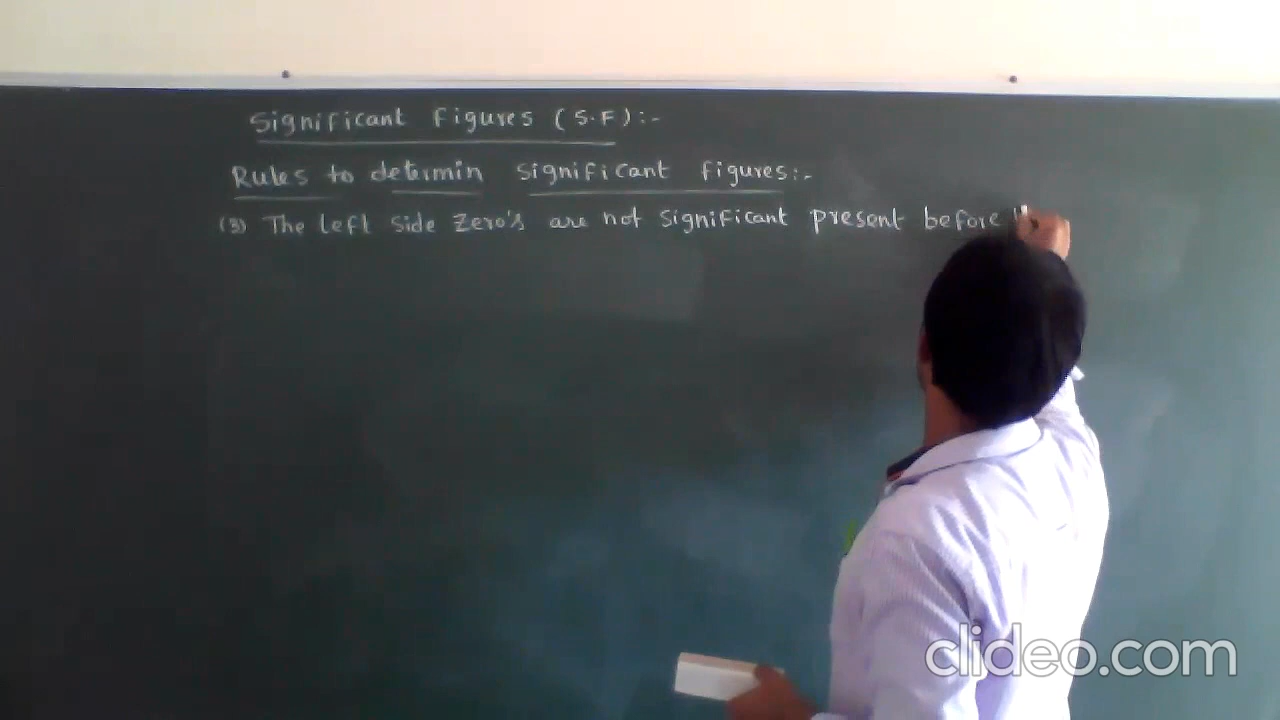 Significant Figures (S.F):-
Rules to determin significant figures:-
(3) The left side zero's are not significant present before
clideo.com